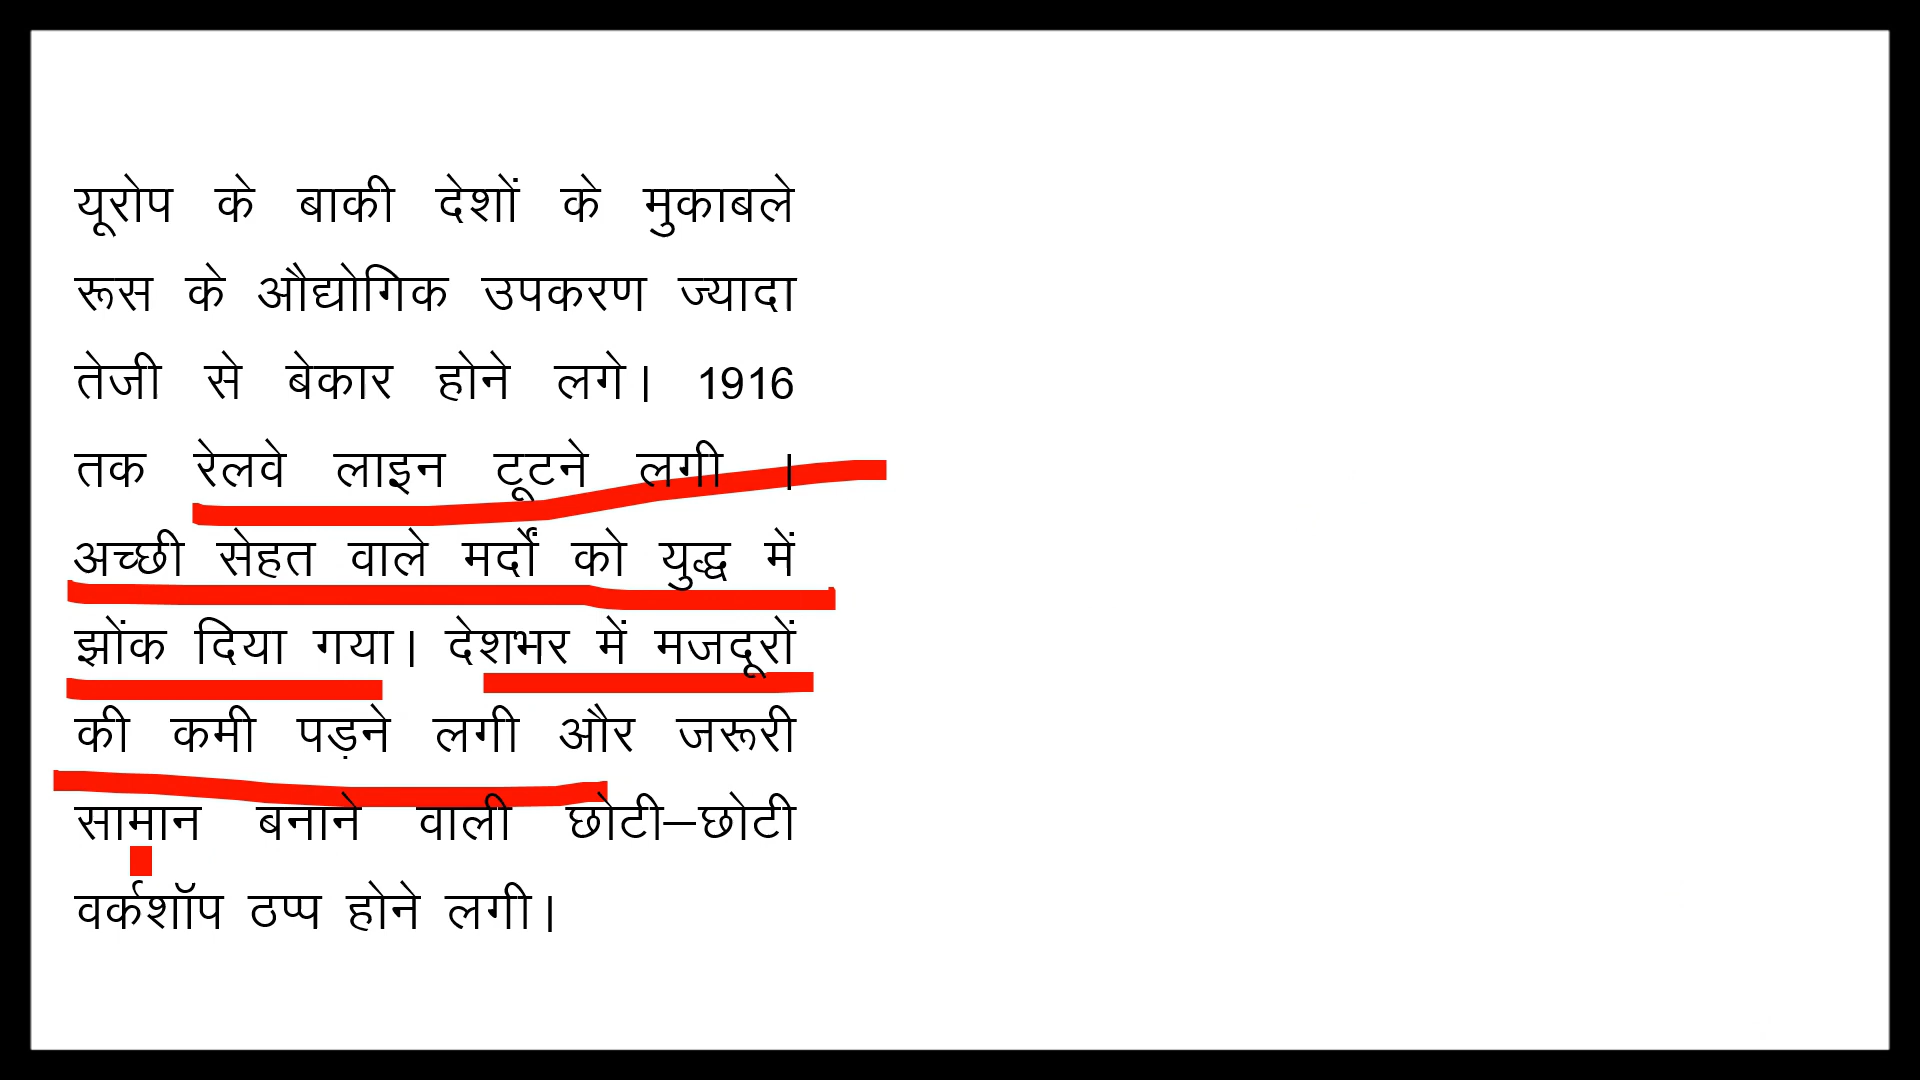 यूरोप के बाकी देशों के मुकाबले
रूस के औद्योगिक उपकरण ज्यादा
तेजी से बेकार होने लगे। 1916
तक रेलवे लाइन टूटने लगी ।
अच्छी सेहत वाले मर्दों को युद्ध में
झोंक दिया गया। देशभर में मजदूरों
की कमी पड़ने लगी और जरूरी
सामान बनाने वाली छोटी–छोटी
वर्कशॉप ठप्प होने लगी।